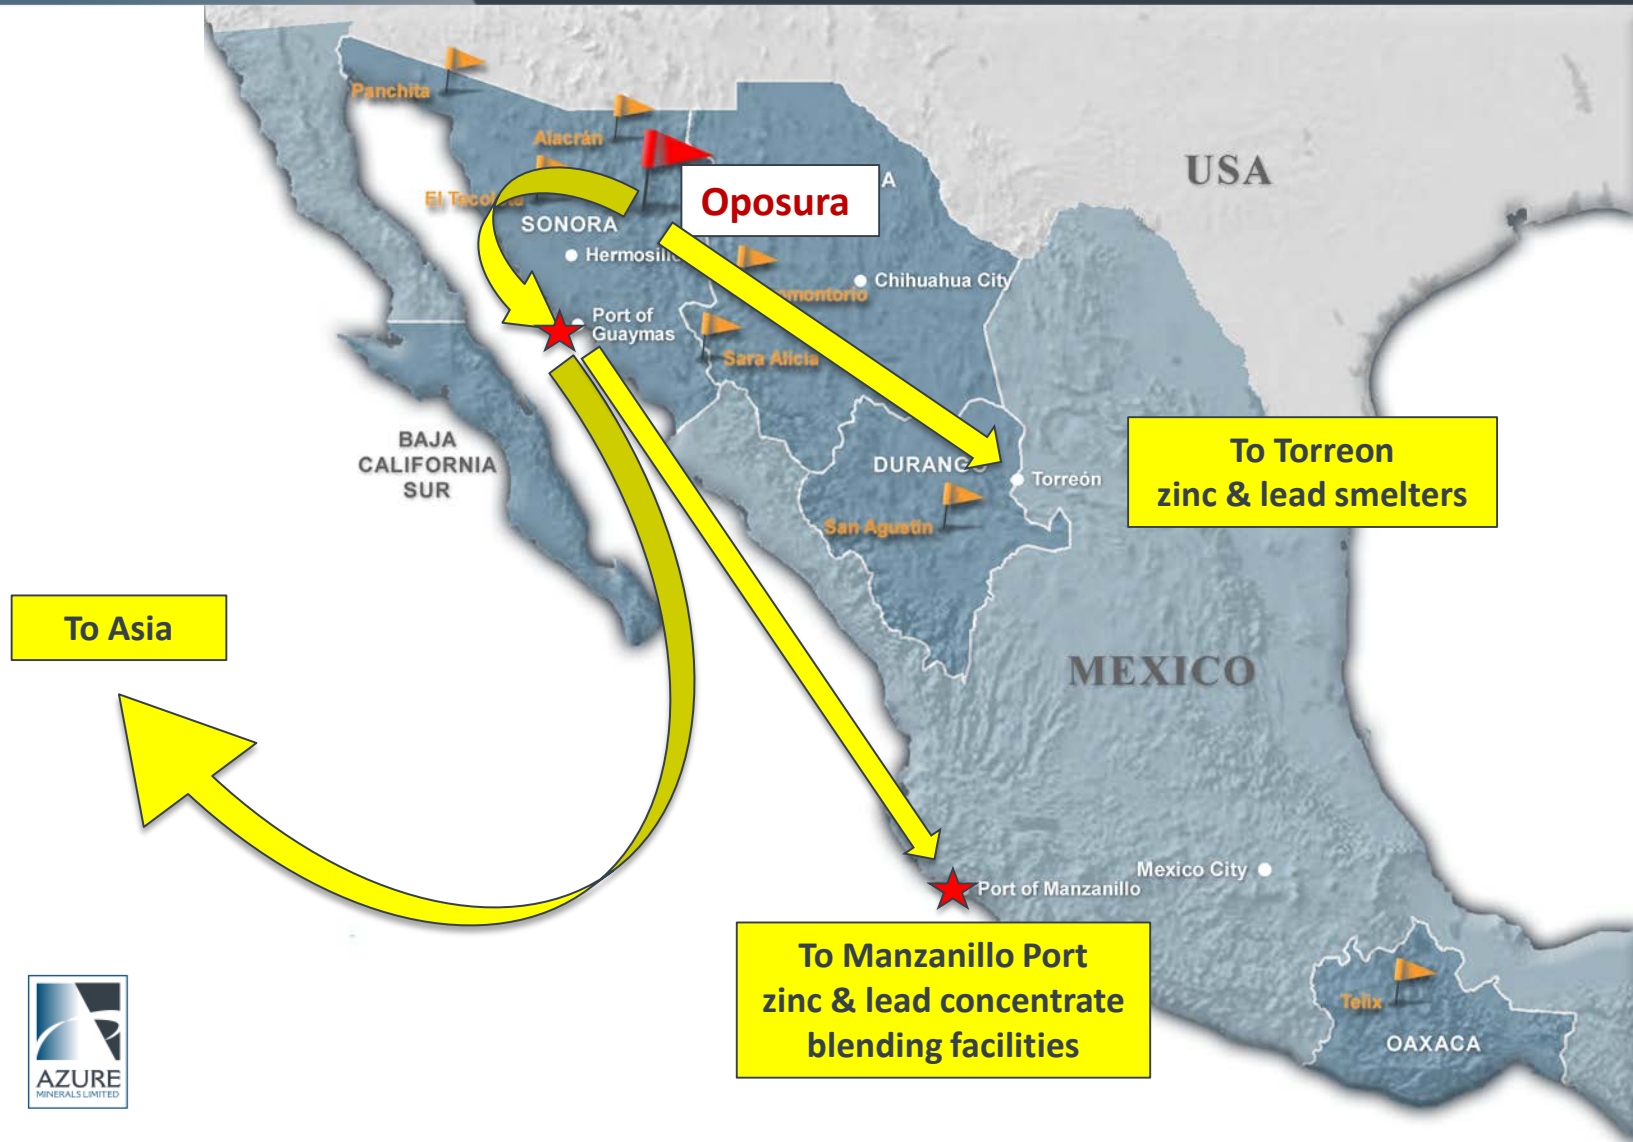 USA
Panchita
Alacrán
Oposura
A
El Tecolote
SONORA
Hermosillo
Chihuahua City
Promontorio
Port of
Guaymas
Sara Alicia
BAJA
CALIFORNIA
SUR
DURANGO
Torreón
San Agustin
To Torreon
zinc & lead smelters
To Asia
MEXICO
Mexico City
Port of Manzanillo
To Manzanillo Port
zinc & lead concentrate
blending facilities
Telix
OAXACA
AZURE
MINERALS LIMITED